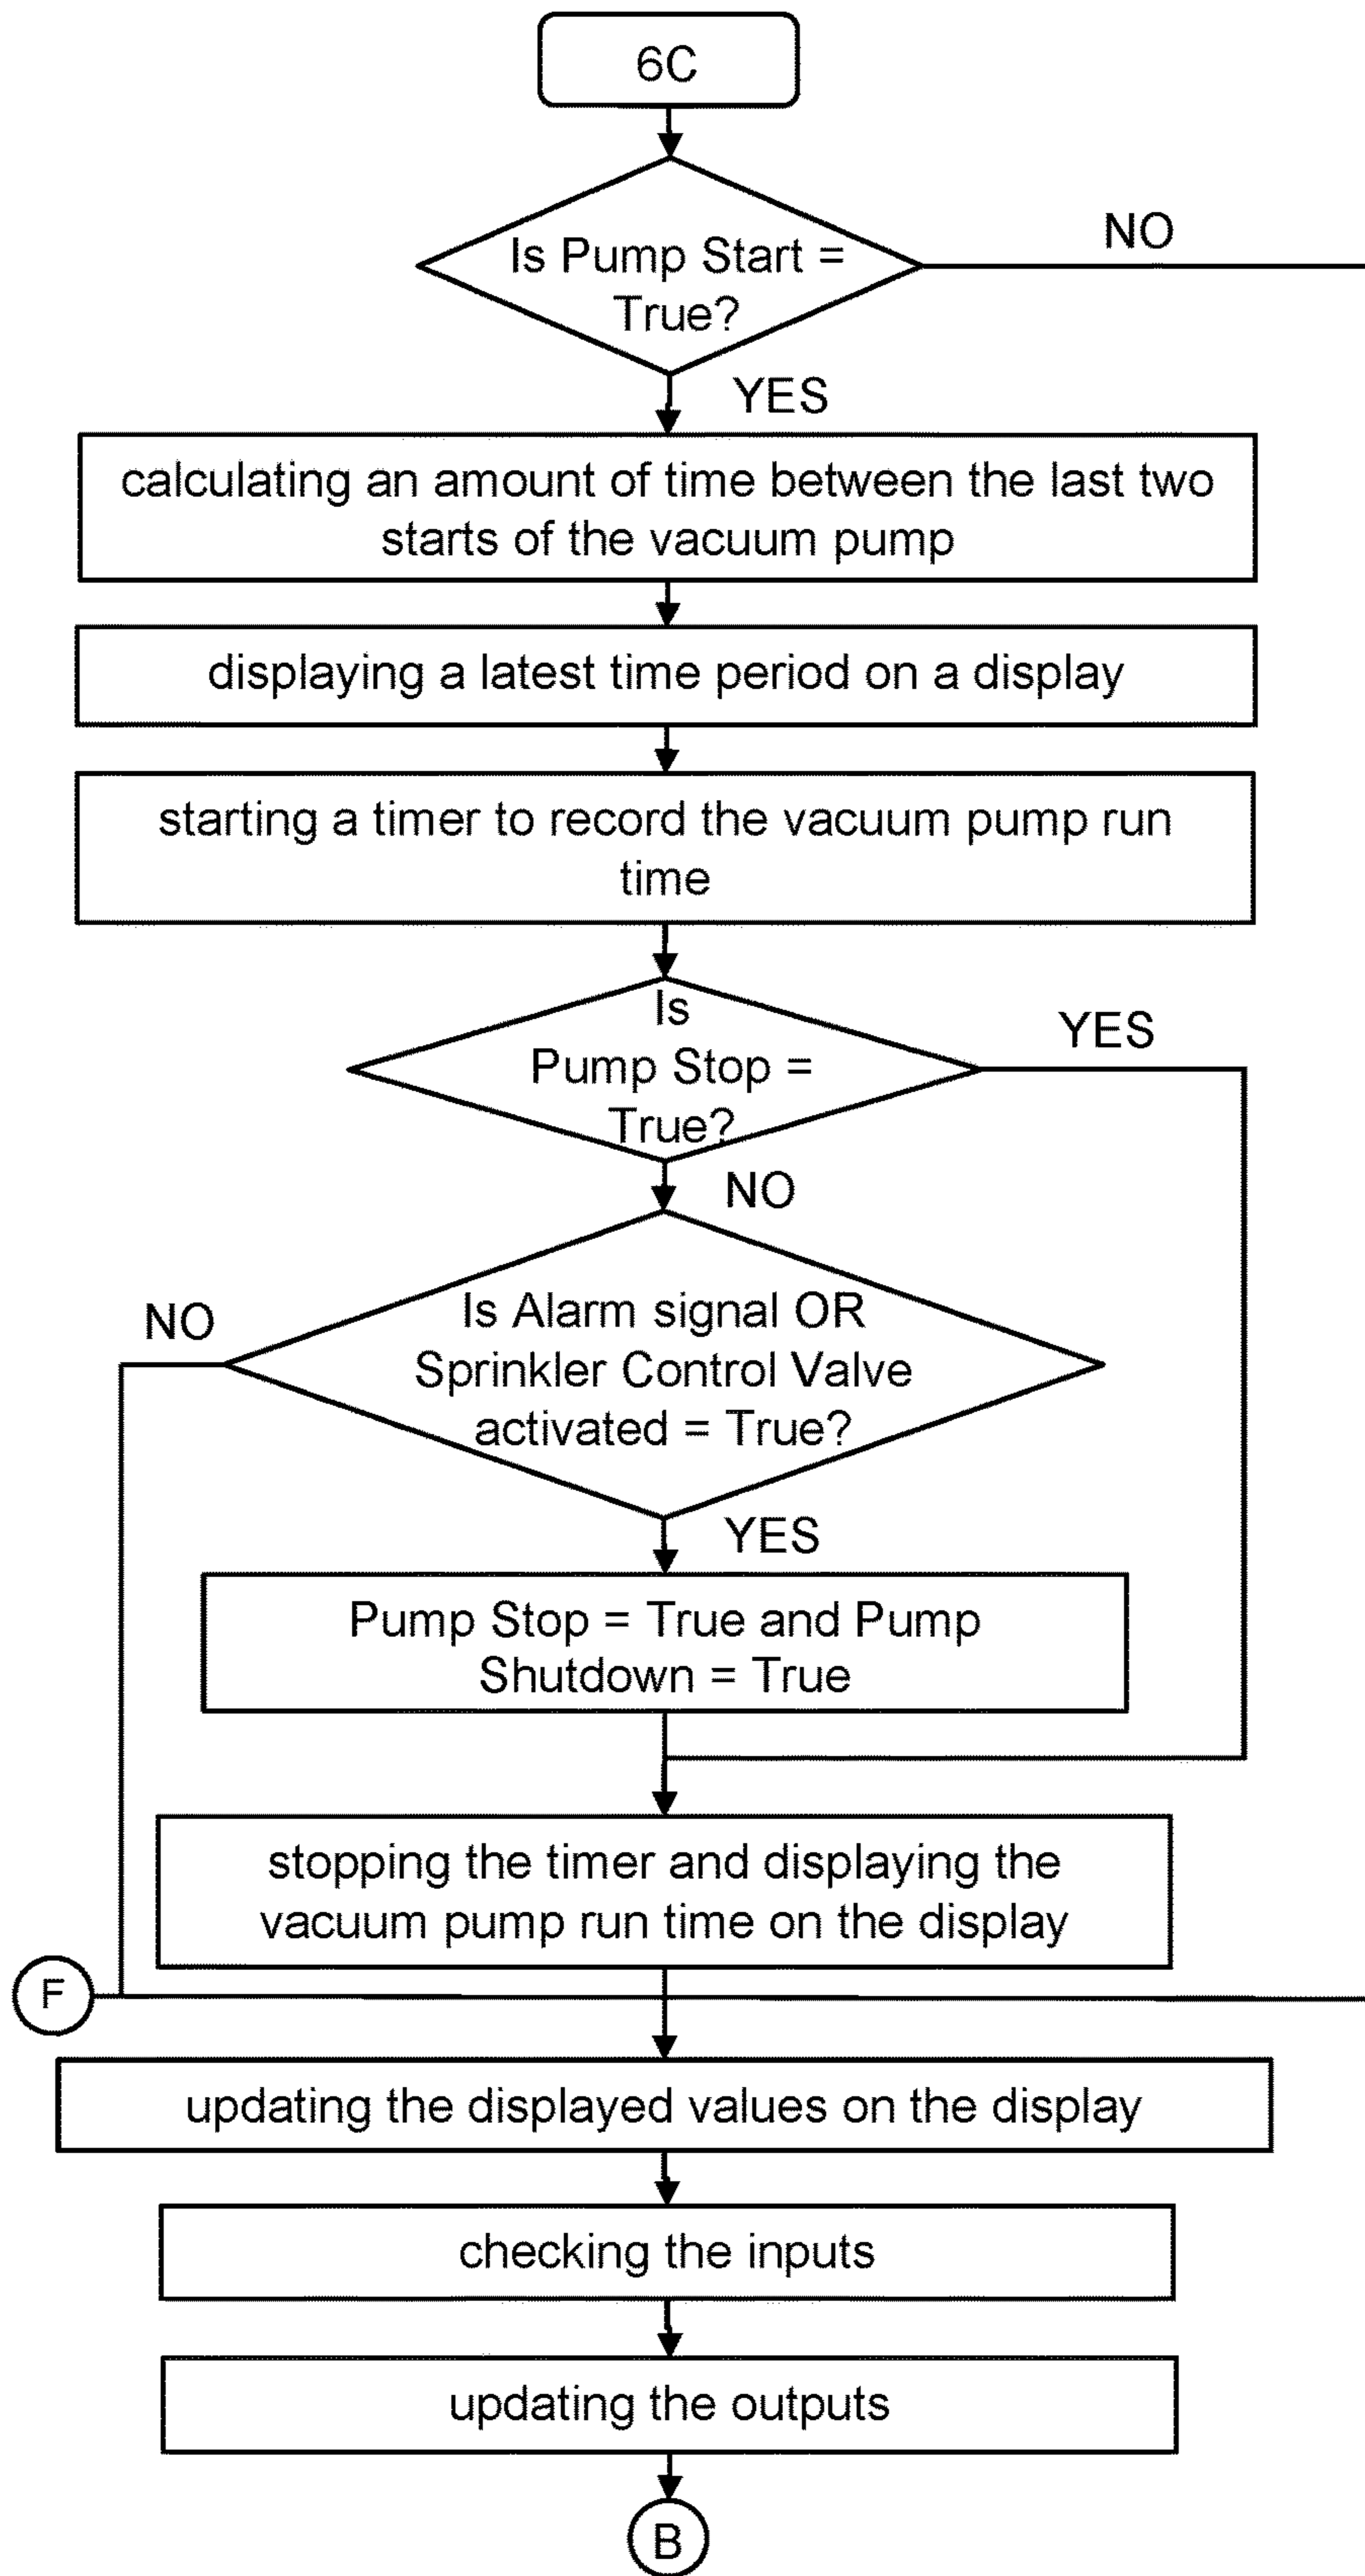 6C
Is Pump Start =
True?
NO
YES
calculating an amount of time between the last two
starts of the vacuum pump
displaying a latest time period on a display
starting a timer to record the vacuum pump run
time
Is
Pump Stop =
True?
YES
NO
Is Alarm signal OR
Sprinkler Control Valve
activated = True?
NO
YES
Pump Stop = True and Pump
Shutdown = True
stopping the timer and displaying the
vacuum pump run time on the display
F
updating the displayed values on the display
checking the inputs
updating the outputs
B